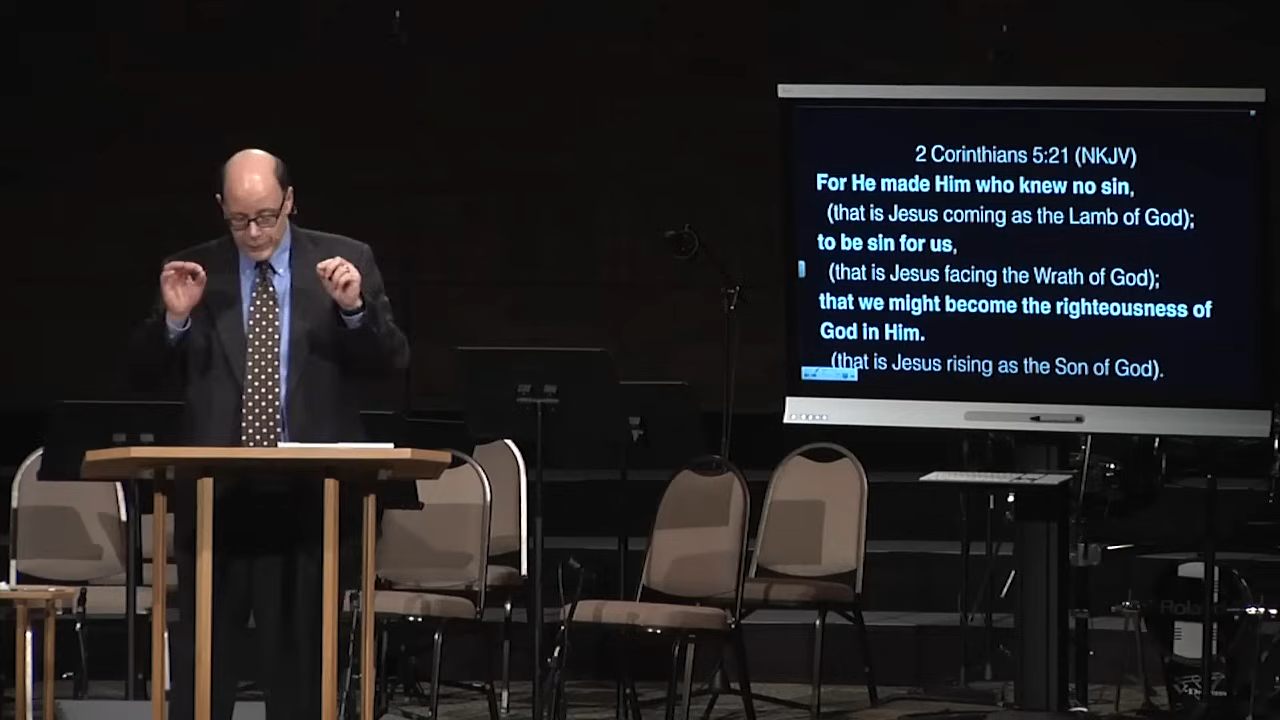 2 Corinthians 5:21 (NKJV)
For He made Him who knew no sin,
(that is Jesus coming as the Lamb of God);
to be sin for us,
(that is Jesus facing the Wrath of God);
that we might become the righteousness of
God in Him.
(that is Jesus rising as the Son of God).
Roland